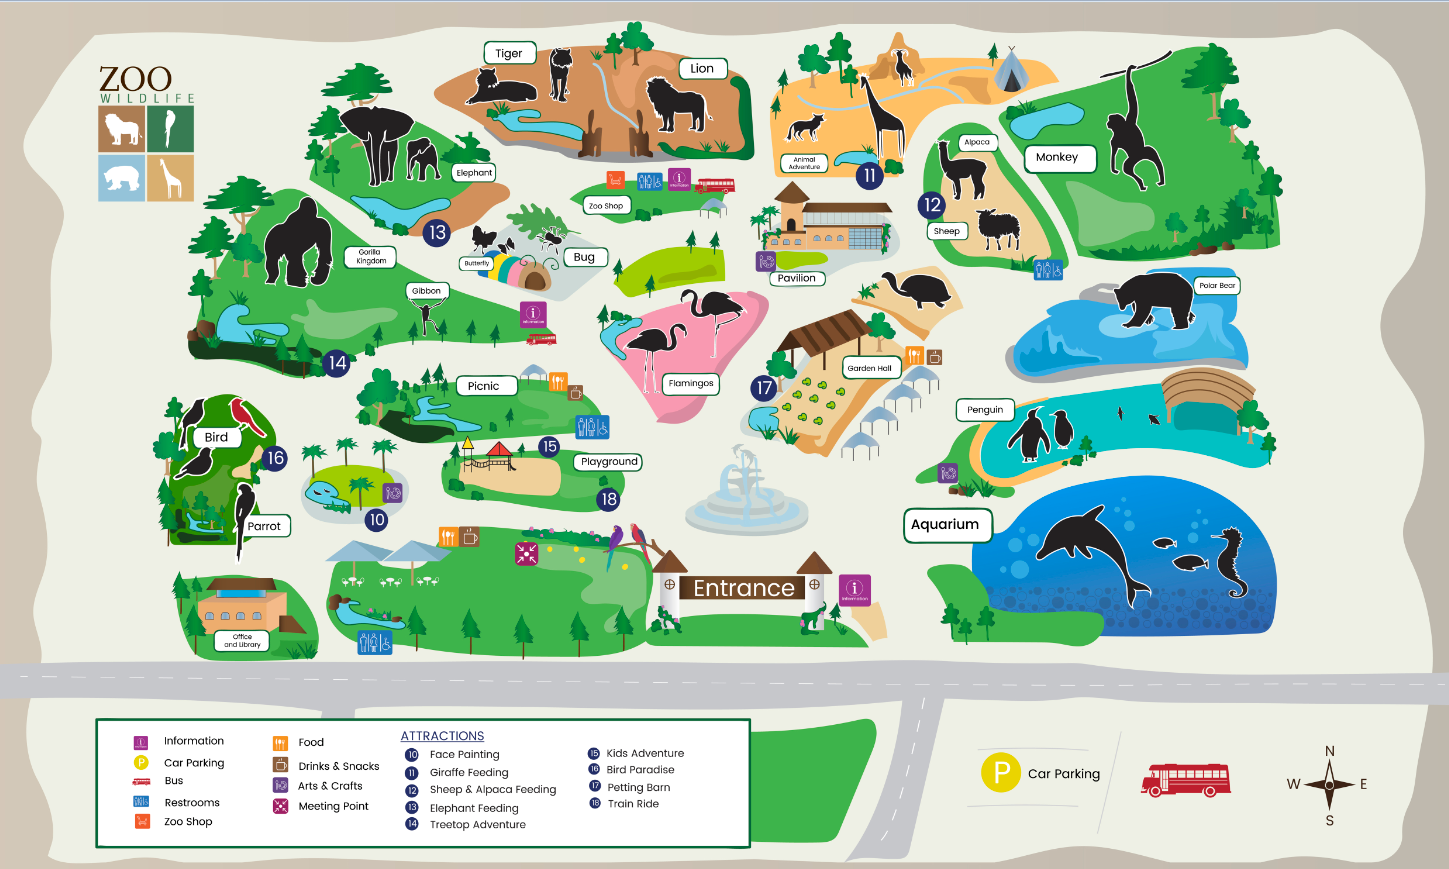 ZOO
WILDLIFE
Tiger
Lion
Elephant
Animal
Adventure
11
Alpaca
Monkey
12
Sheep
Information
Zoo Shop
13
Gorilla
Kingdom
Butterfly
Bug
Pavilion
Gibbon
Information
Polar Bear
14
Picnic
Flamingos
17
Garden Hall
Penguin
Bird
16
15
Playground
18
10
Parrot
Aquarium
Entrance
Information
Office
and Library
Information
Car Parking
P
Bus
Restrooms
Zoo Shop
Food
Drinks & Snacks
Arts & Crafts
Meeting Point
ATTRACTIONS
10 Face Painting
11 Giraffe Feeding
12 Sheep & Alpaca Feeding
13 Elephant Feeding
14 Treetop Adventure
15 Kids Adventure
16 Bird Paradise
17 Petting Barn
18 Train Ride
P Car Parking
N
W E
S